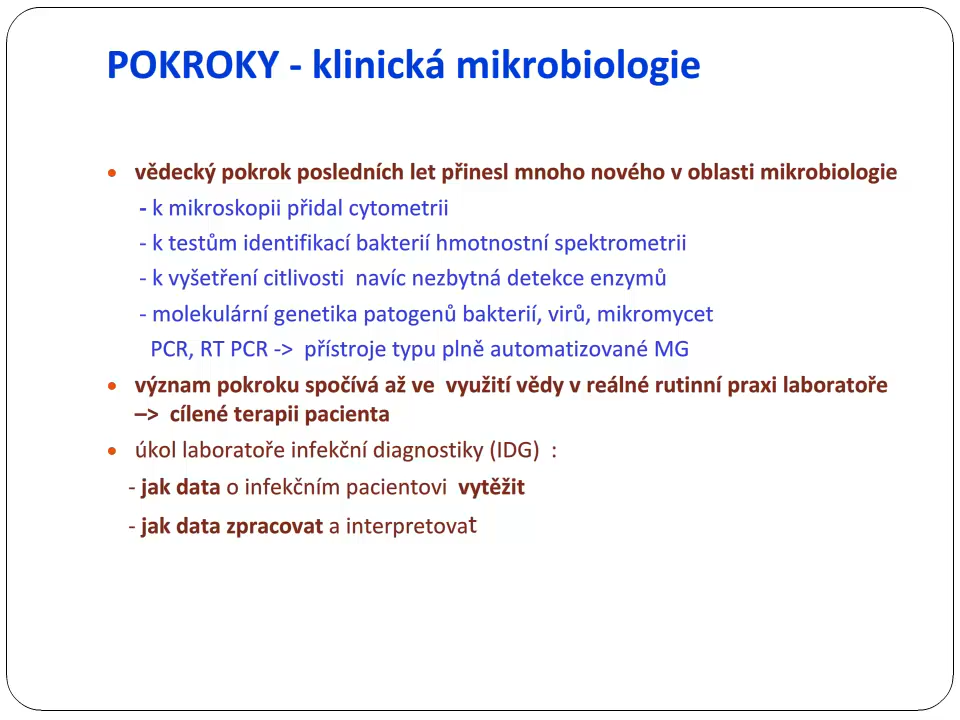 POKROKY - klinická mikrobiologie
• vědecký pokrok posledních let přinesl mnoho nového v oblasti mikrobiologie
- k mikroskopii přidal cytometrii
- k testům identifikací bakterií hmotnostní spektrometrii
- k vyšetření citlivosti navíc nezbytná detekce enzymů
- molekulární genetika patogenů bakterií, virů, mikromycet
PCR, RT PCR -> přístroje typu plně automatizované MG
• význam pokroku spočívá až ve využití vědy v reálné rutinní praxi laboratoře
–> cílené terapii pacienta
• úkol laboratoře infekční diagnostiky (IDG) :
- jak data o infekčním pacientovi vytěžit
- jak data zpracovat a interpretovat